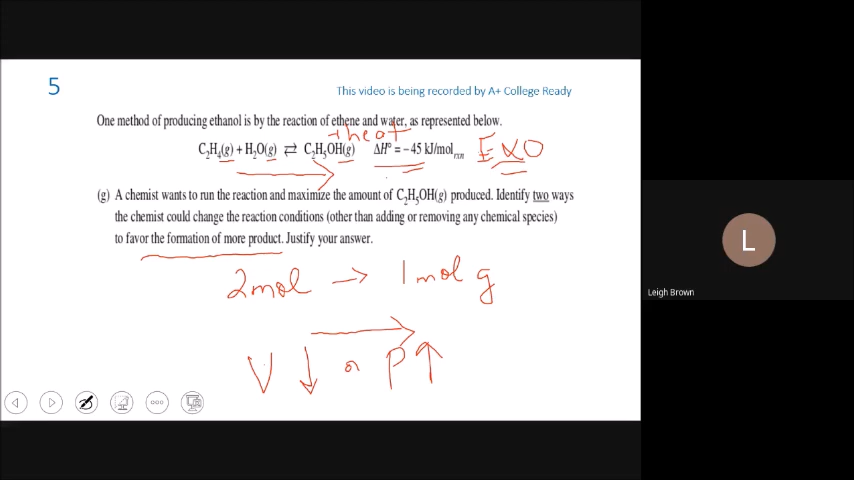 5
This video is being recorded by A+ College Ready
One method of producing ethanol is by the reaction of ethene and water, as represented below.
+heat
C₂H₄(g) + H₂O(g) ⇄ C₂H₅OH(g) ΔH° = −45 kJ/mol_rxn EXO
(g) A chemist wants to run the reaction and maximize the amount of C₂H₅OH(g) produced. Identify two ways
the chemist could change the reaction conditions (other than adding or removing any chemical species)
to favor the formation of more product. Justify your answer.
2mol → 1mol g
V ↓ or P ↑
L
Leigh Brown